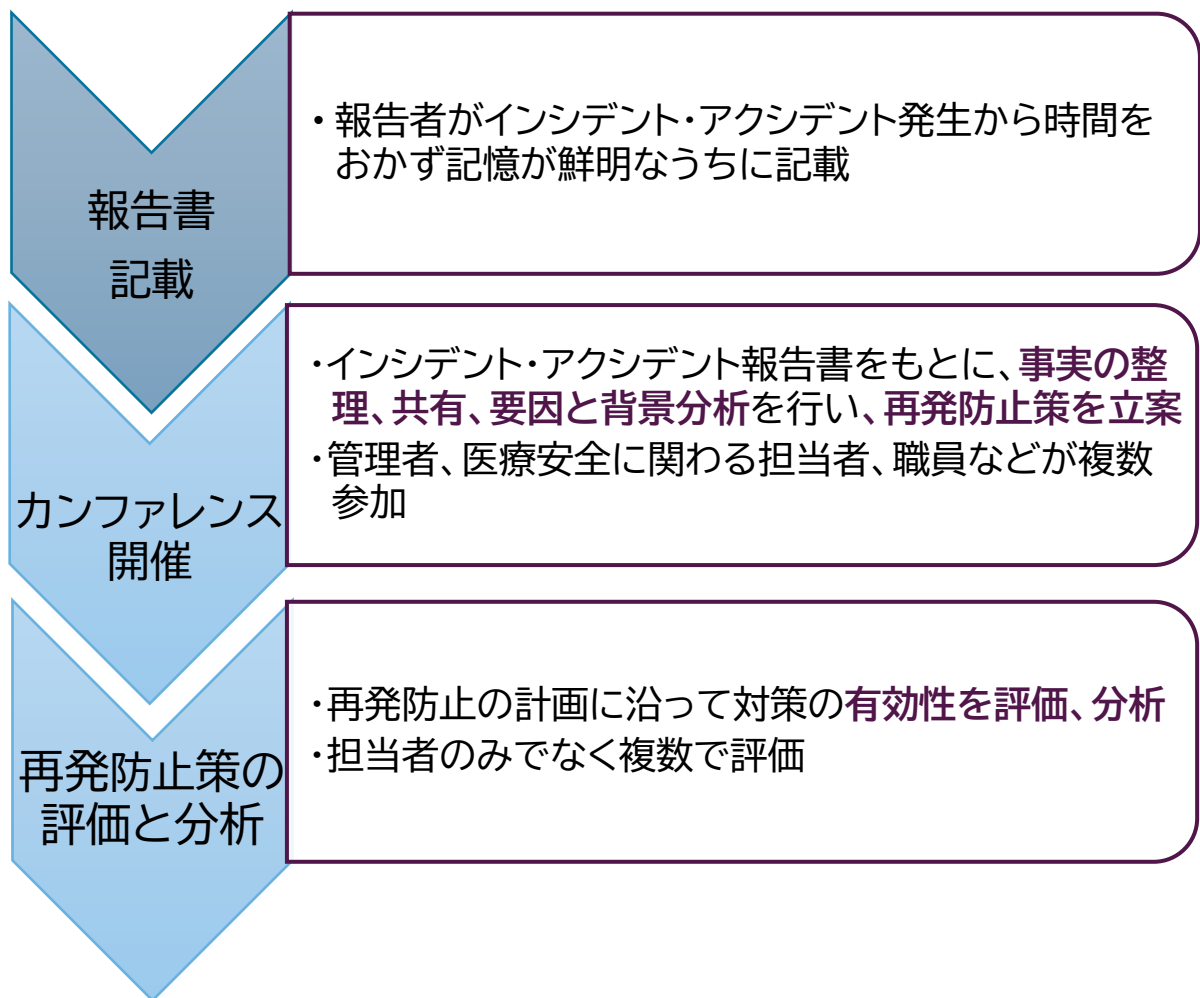 報告書
記載
・報告者がインシデント・アクシデント発生から時間を
おかず記憶が鮮明なうちに記載
カンファレンス
開催
・インシデント・アクシデント報告書をもとに、事実の整
理、共有、要因と背景分析を行い、再発防止策を立案
・管理者、医療安全に関わる担当者、職員などが複数
参加
再発防止策の
評価と分析
・再発防止の計画に沿って対策の有効性を評価、分析
・担当者のみでなく複数で評価